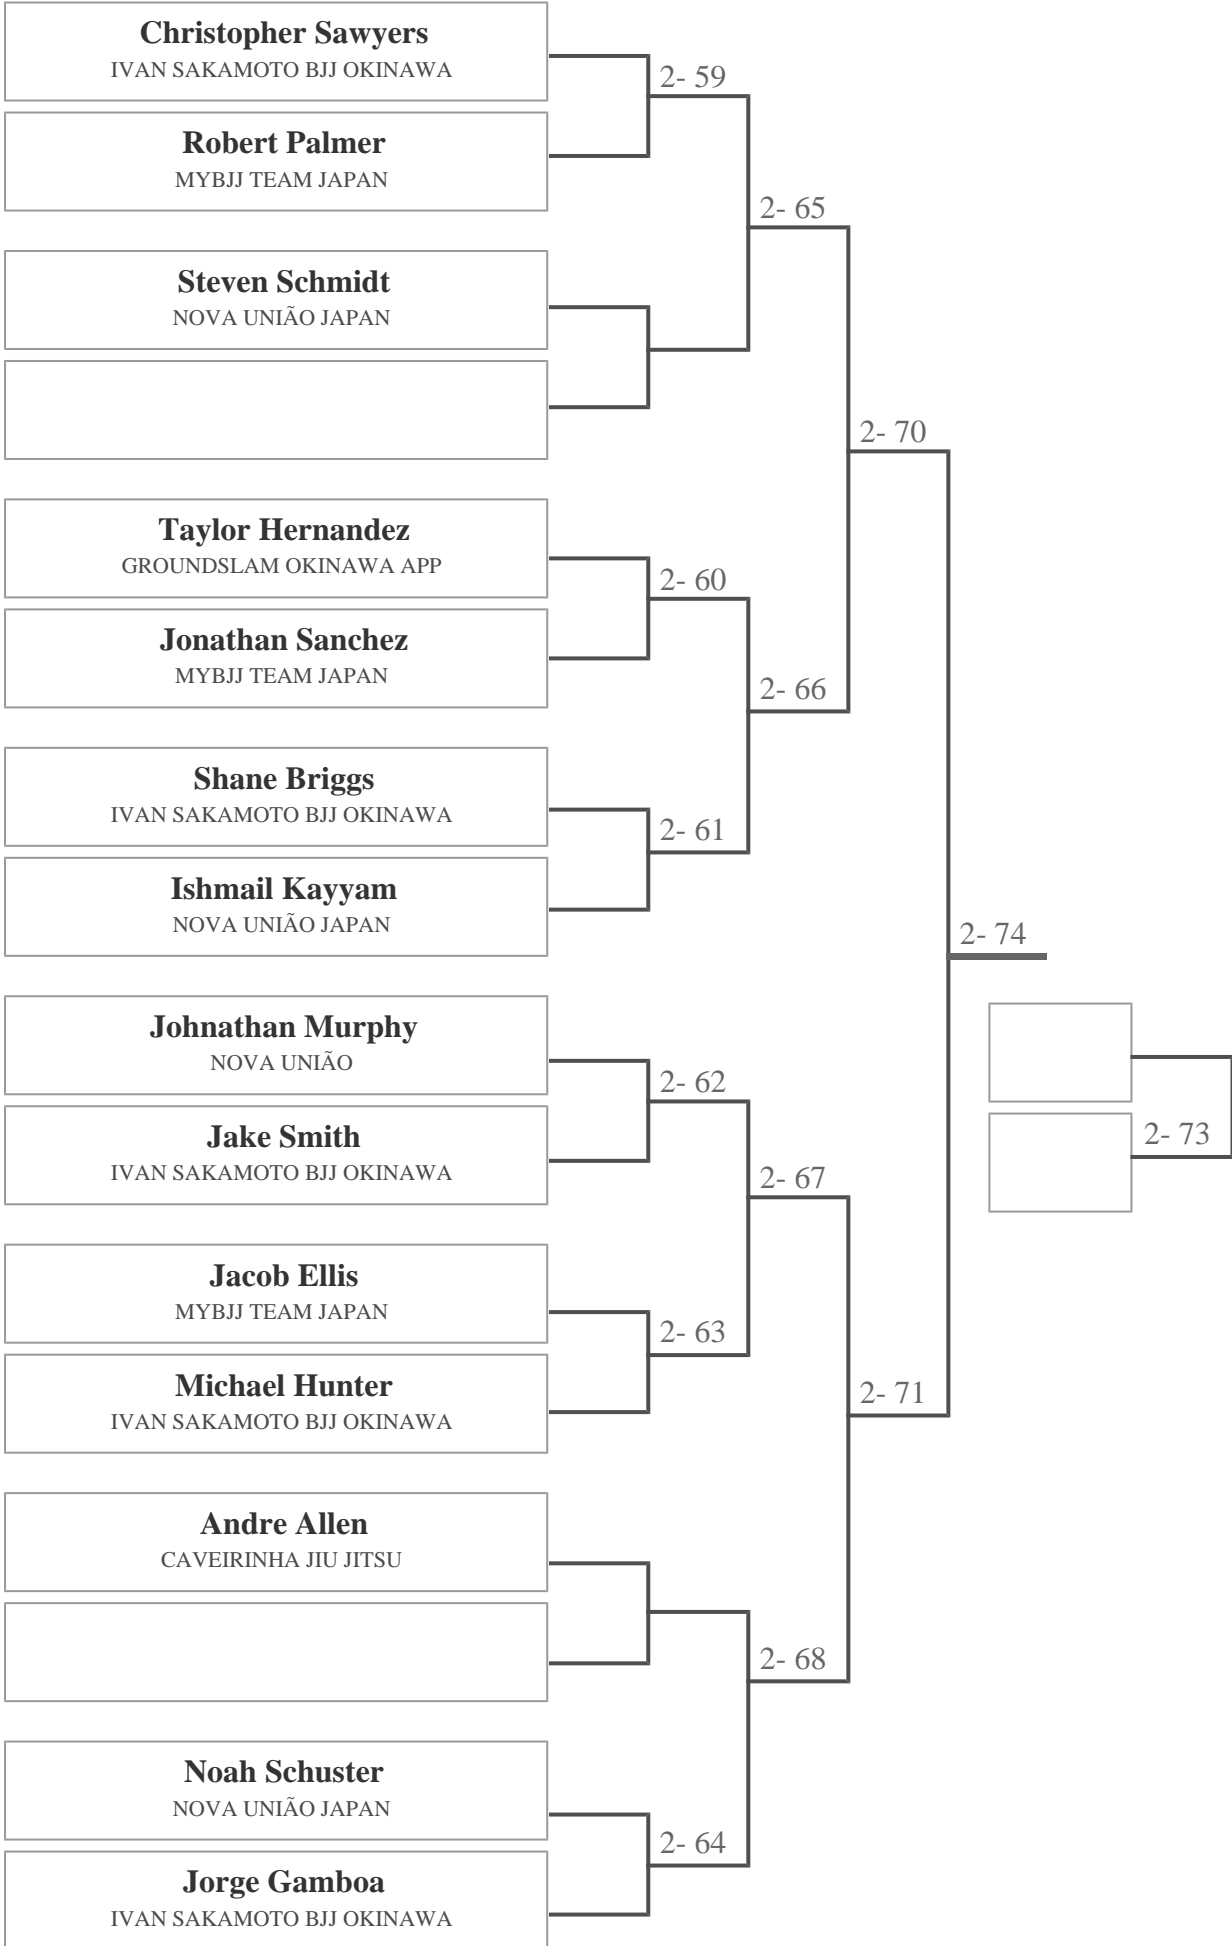 Christopher Sawyers
IVAN SAKAMOTO BJJ OKINAWA
2- 59
Robert Palmer
MYBJJ TEAM JAPAN
2- 65
Steven Schmidt
NOVA UNIÃO JAPAN
2- 70
Taylor Hernandez
GROUNDSLAM OKINAWA APP
2- 60
Jonathan Sanchez
MYBJJ TEAM JAPAN
2- 66
Shane Briggs
IVAN SAKAMOTO BJJ OKINAWA
2- 61
Ishmail Kayyam
NOVA UNIÃO JAPAN
2- 74
Johnathan Murphy
NOVA UNIÃO
2- 62
Jake Smith
IVAN SAKAMOTO BJJ OKINAWA
2- 73
2- 67
Jacob Ellis
MYBJJ TEAM JAPAN
2- 63
Michael Hunter
IVAN SAKAMOTO BJJ OKINAWA
2- 71
Andre Allen
CAVEIRINHA JIU JITSU
2- 68
Noah Schuster
NOVA UNIÃO JAPAN
2- 64
Jorge Gamboa
IVAN SAKAMOTO BJJ OKINAWA